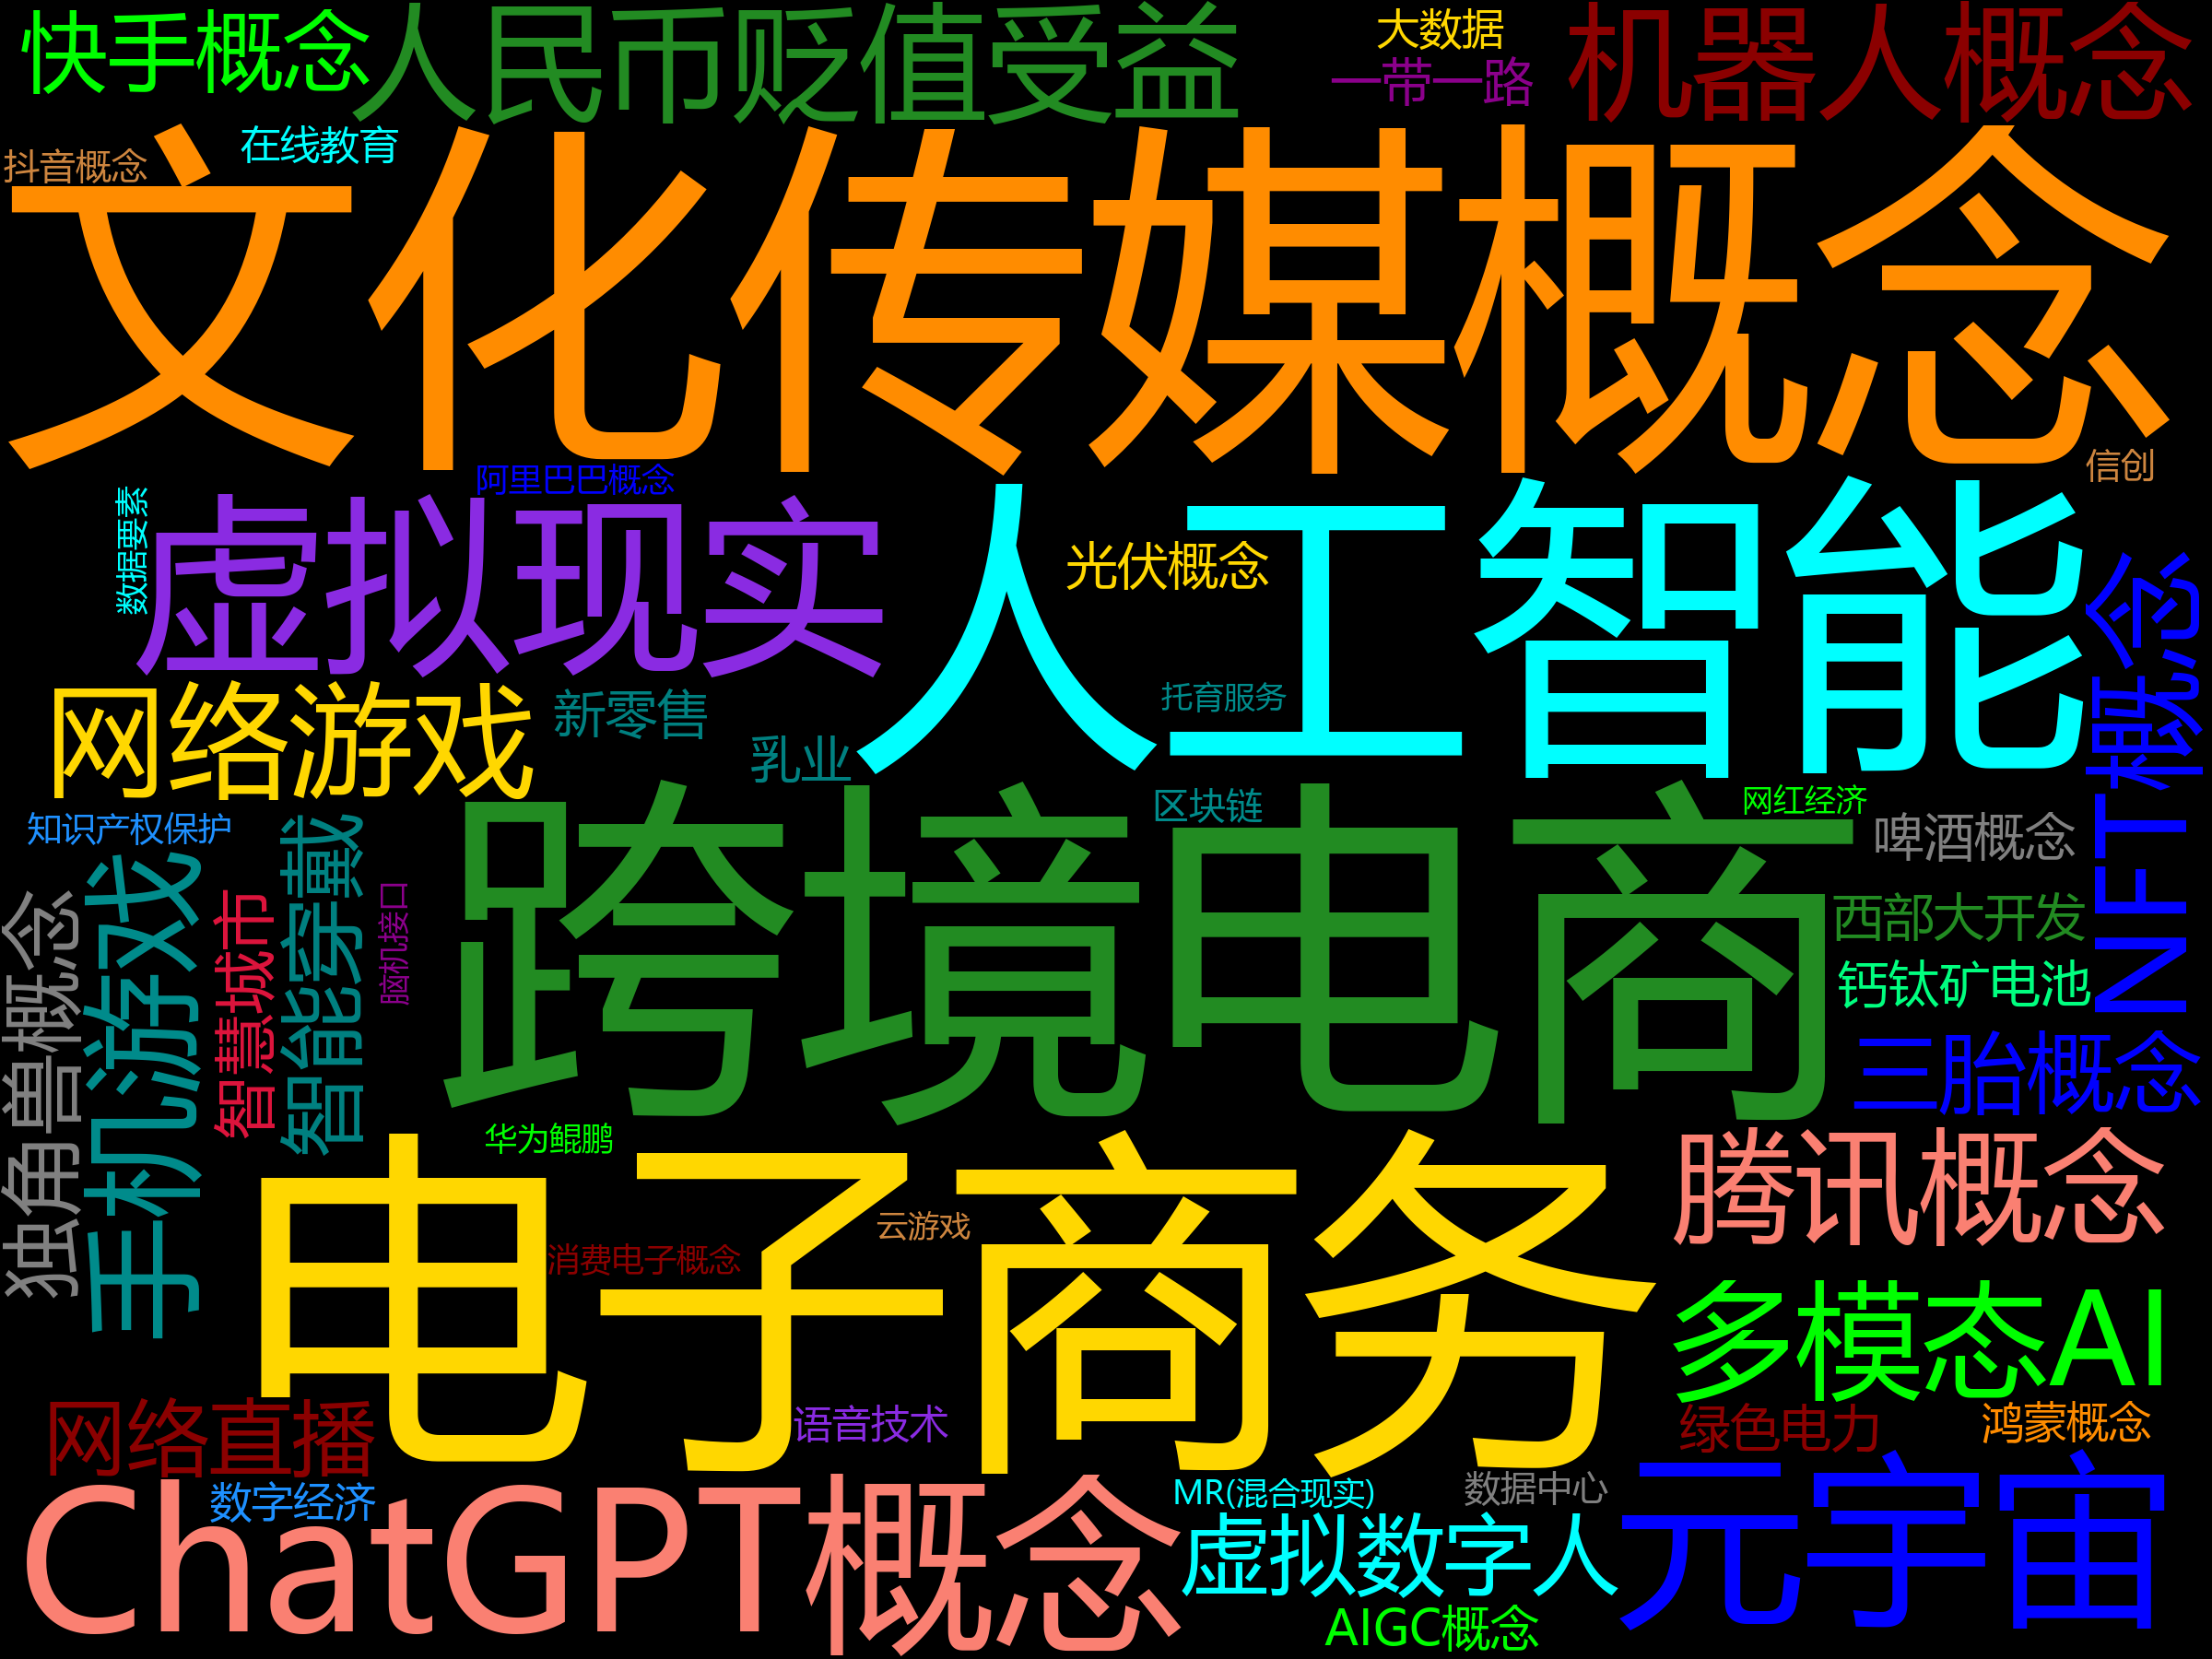 快手概念
人民币贬值受益
大数据
一带一路
机器人概念
抖音概念
在线教育
文化传媒概念
信创
阿里巴巴概念
数据要素
虚拟现实
人工智能
光伏概念
NFT概念
网络游戏
新零售
托育服务
乳业
区块链
网红经济
知识产权保护
啤酒概念
独角兽概念
手机游戏
智慧城市
智能穿戴
脑机接口
跨境电商
西部大开发
钙钛矿电池
三胎概念
华为鲲鹏
电子商务
云游戏
消费电子概念
腾讯概念
多模态AI
网络直播
语音技术
绿色电力
鸿蒙概念
数字经济
ChatGPT概念
MR(混合现实)
数据中心
虚拟数字人
元宇宙
AIGC概念